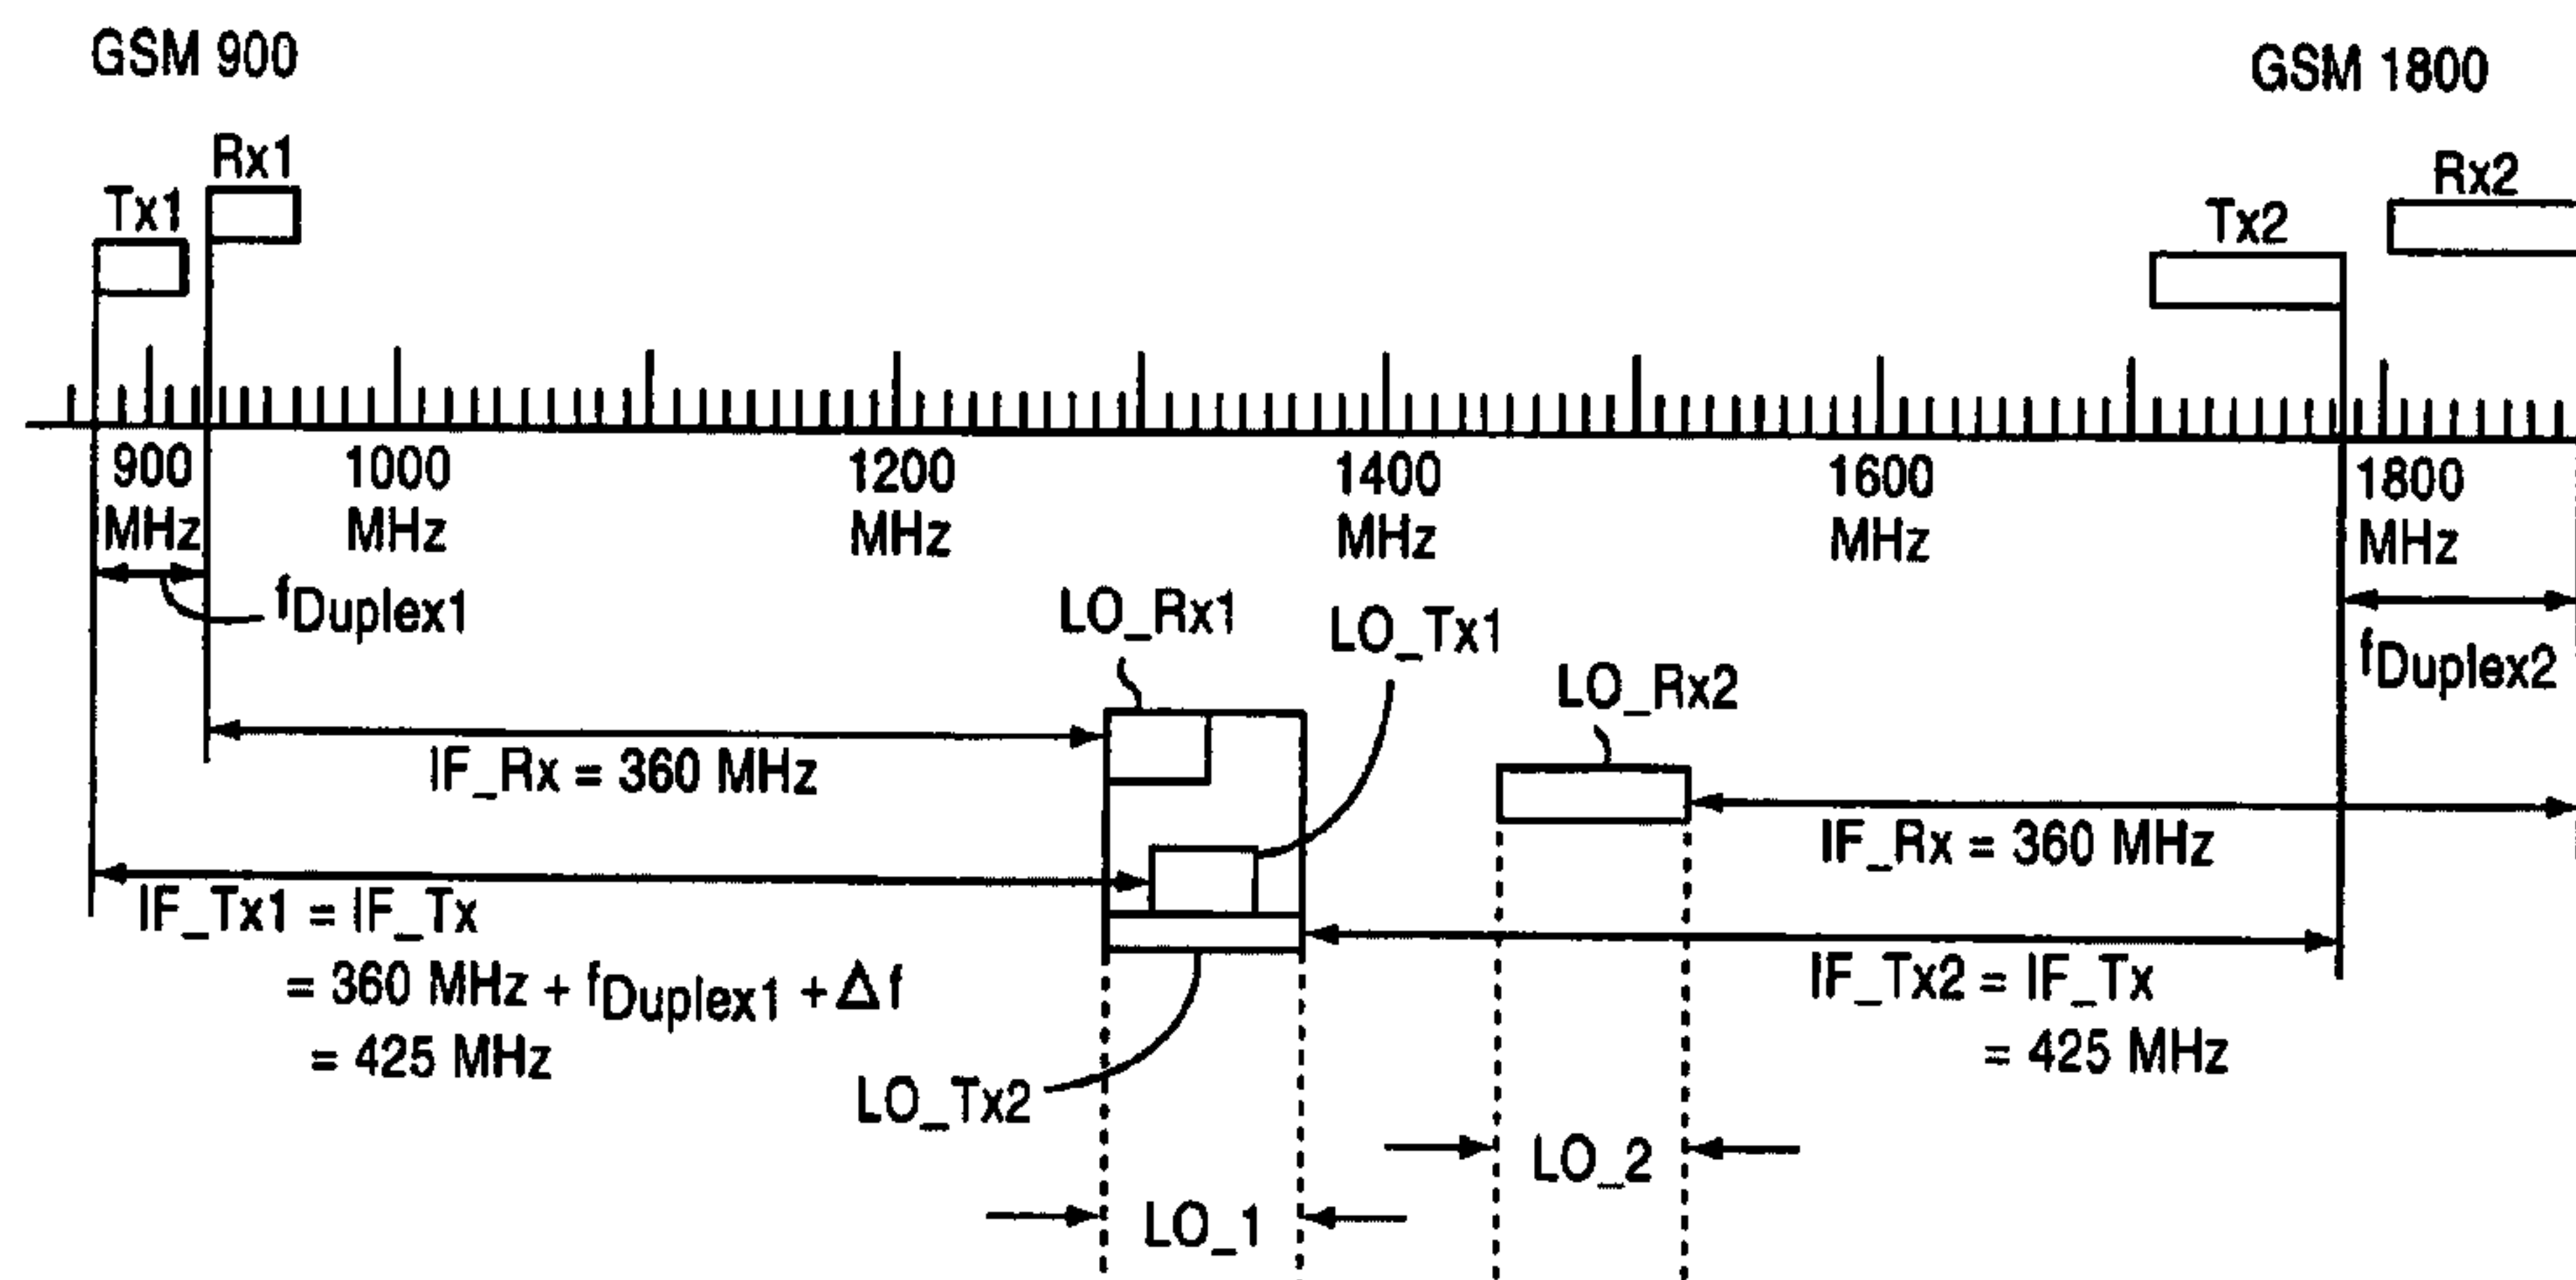 GSM 900
GSM 1800
Rx1
Tx1
Rx2
Tx2
900 MHz
1000 MHz
1200 MHz
1400 MHz
1600 MHz
1800 MHz
fDuplex1
LO_Rx1
LO_Tx1
LO_Rx2
fDuplex2
IF_Rx = 360 MHz
IF_Rx = 360 MHz
IF_Tx1 = IF_Tx
= 360 MHz + fDuplex1 + Δf
= 425 MHz
IF_Tx2 = IF_Tx
= 425 MHz
LO_Tx2
LO_2
LO_1